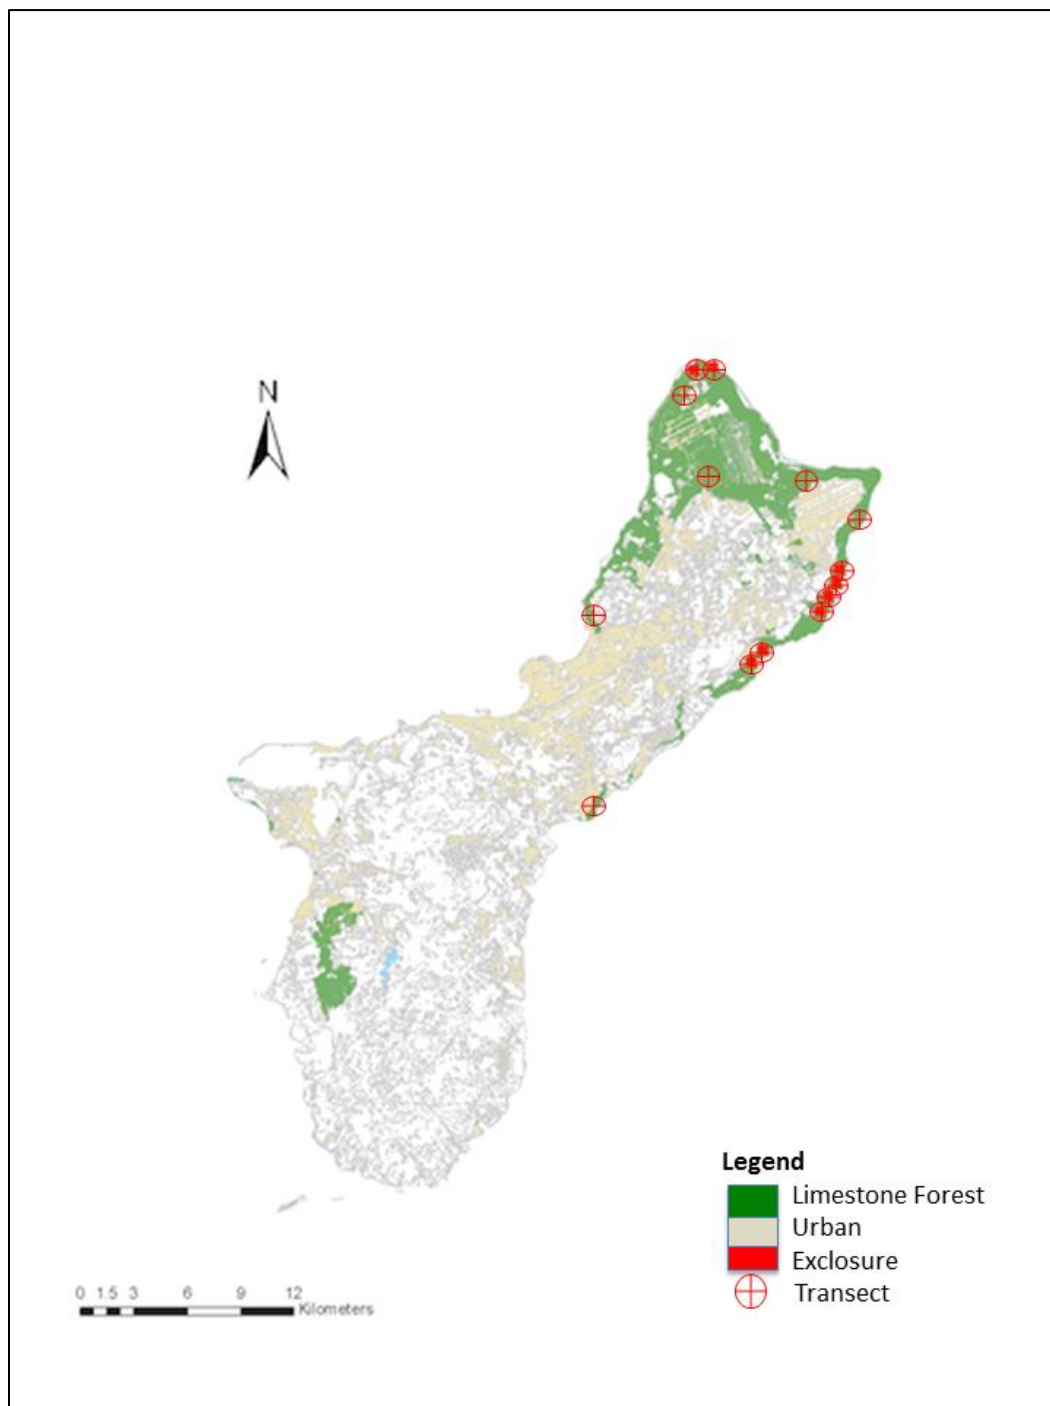 N
Legend
Limestone Forest
Urban
Exclosure
Transect
0 1.5 3 6 9 12
Kilometers